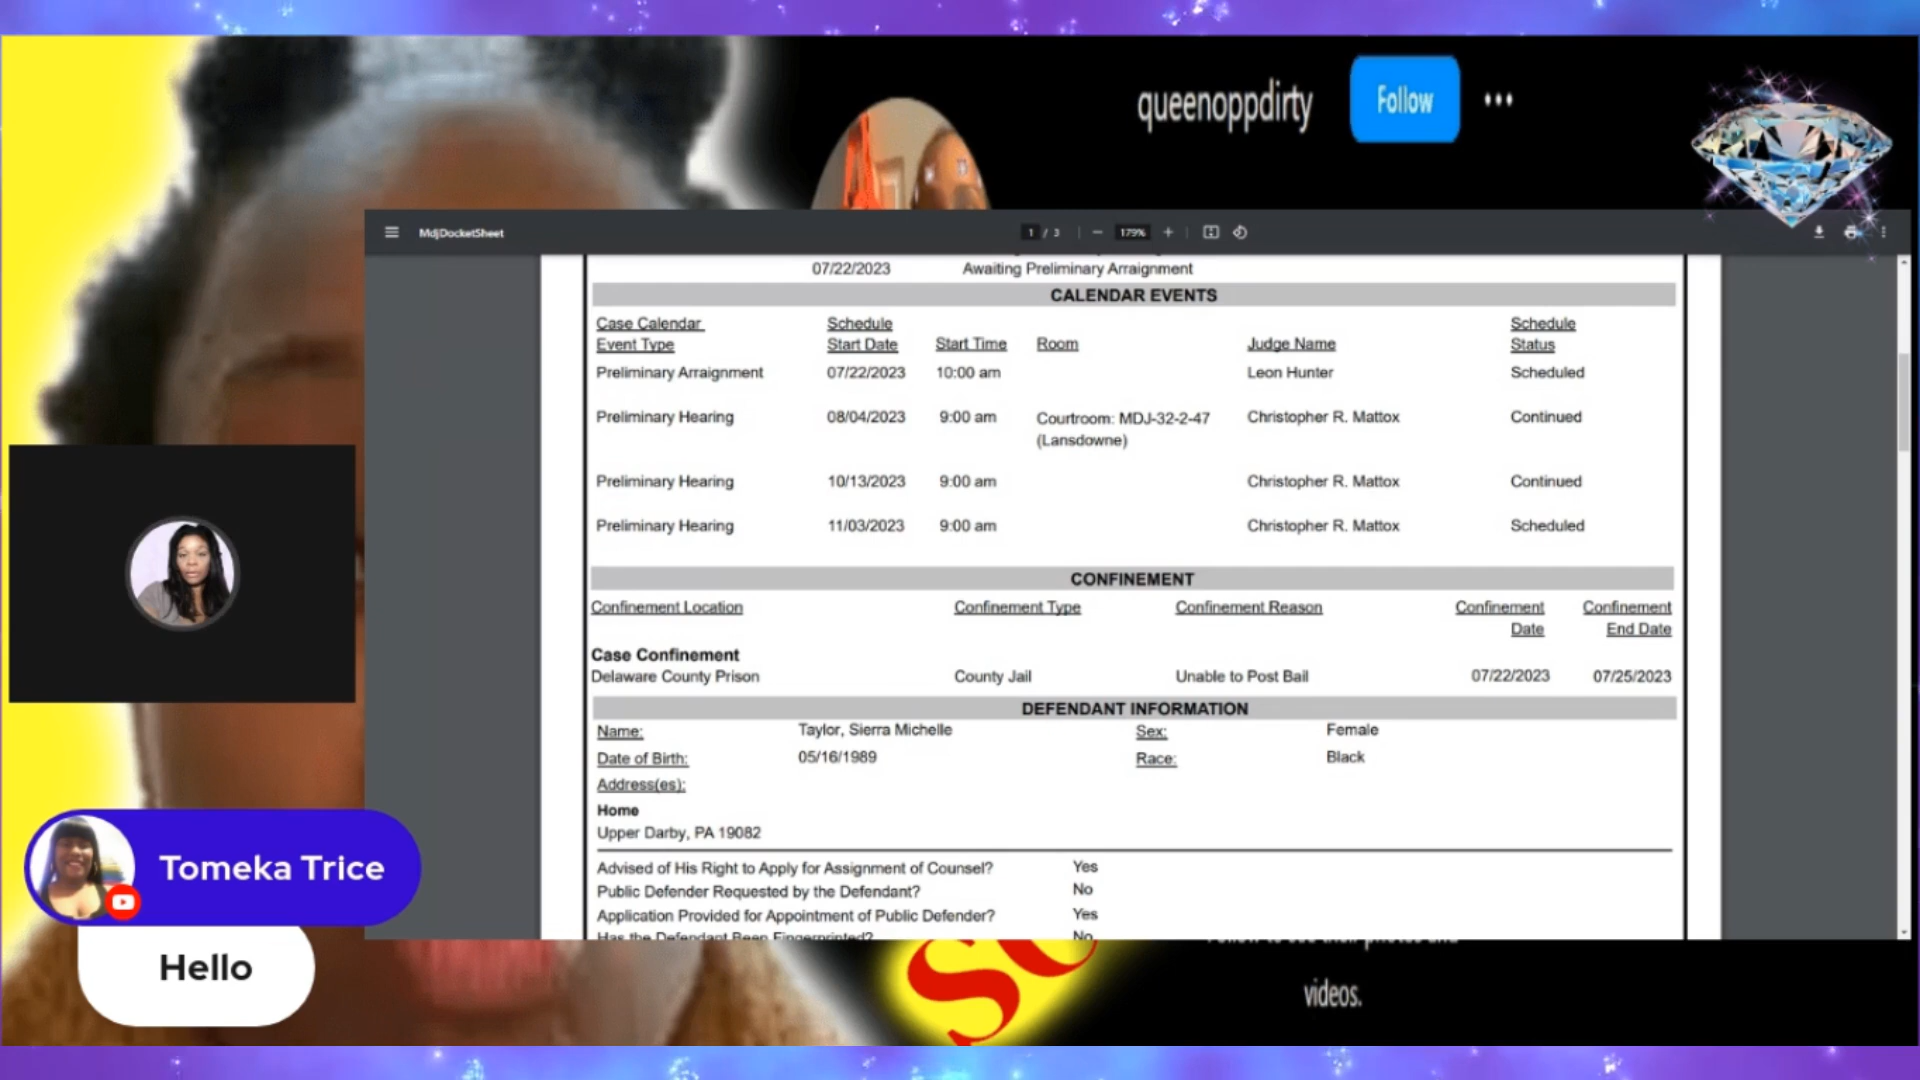 queenoppdirty Follow
MdjDocketSheet 1 / 3 179%
07/22/2023 Awaiting Preliminary Arraignment
CALENDAR EVENTS
Case Calendar Schedule Schedule
Event Type Start Date Start Time Room Judge Name Status
Preliminary Arraignment 07/22/2023 10:00 am Leon Hunter Scheduled
Preliminary Hearing 08/04/2023 9:00 am Courtroom: MDJ-32-2-47 Christopher R. Mattox Continued
(Lansdowne)
Preliminary Hearing 10/13/2023 9:00 am Christopher R. Mattox Continued
Preliminary Hearing 11/03/2023 9:00 am Christopher R. Mattox Scheduled
CONFINEMENT
Confinement Location Confinement Type Confinement Reason Confinement Confinement
Date End Date
Case Confinement
Delaware County Prison County Jail Unable to Post Bail 07/22/2023 07/25/2023
DEFENDANT INFORMATION
Name: Taylor, Sierra Michelle Sex: Female
Date of Birth: 05/16/1989 Race: Black
Address(es):
Home
Upper Darby, PA 19082
Advised of His Right to Apply for Assignment of Counsel? Yes
Public Defender Requested by the Defendant? No
Application Provided for Appointment of Public Defender? Yes
Has the Defendant Been Fingerprinted? No
Tomeka Trice
Hello
videos.